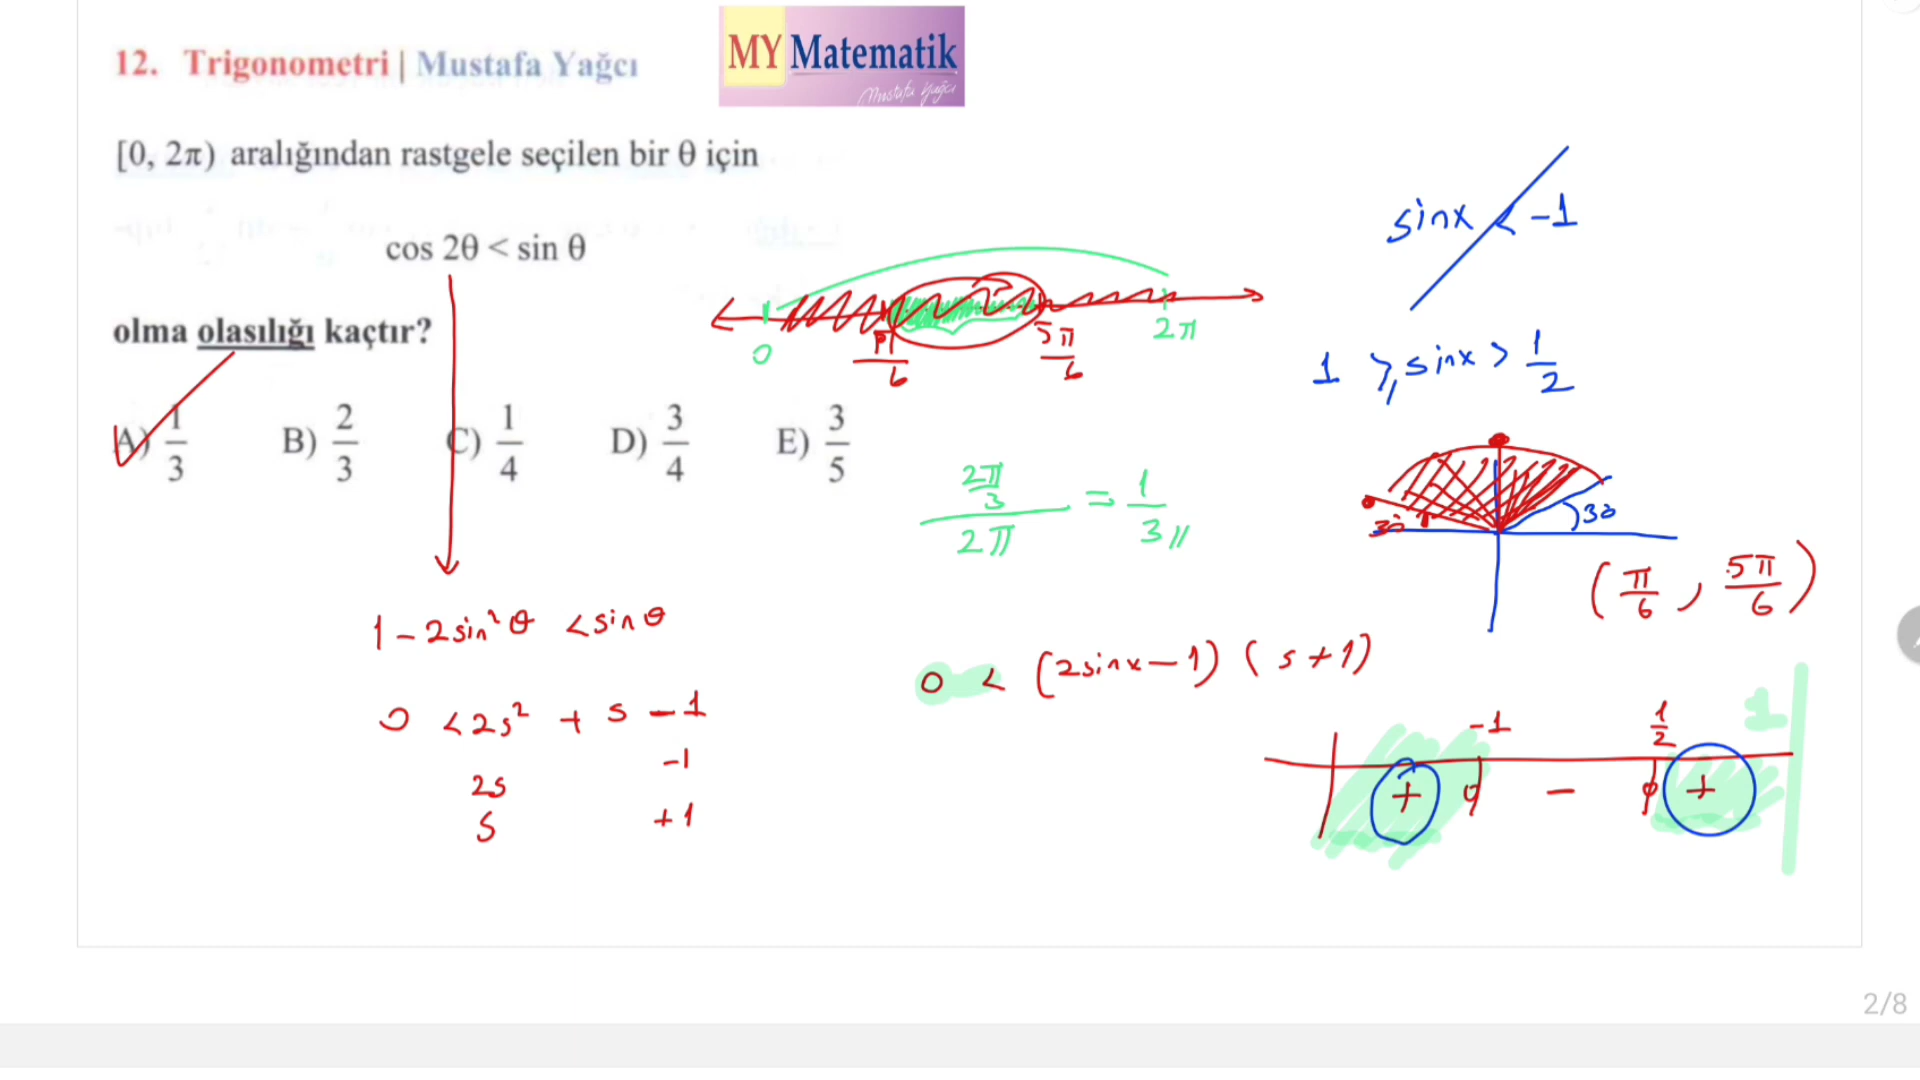 12. Trigonometri | Mustafa Yağcı
MY Matematik
Mustafa Yağcı
[0, 2π) aralığından rastgele seçilen bir θ için
cos 2θ < sin θ
olma olasılığı kaçtır?
A) 1/3 B) 2/3 C) 1/4 D) 3/4 E) 3/5
0 π/6 5π/6 2π
sinx < -1
1 ≥ sinx > 1/2
(2π/3)/2π = 1/3 //
30 30
(π/6, 5π/6)
1 - 2sin²θ < sinθ
0 < 2s² + s - 1
2s -1
s +1
0 < (2sinx - 1) (s + 1)
-1 1/2 1
+ - +
2/8